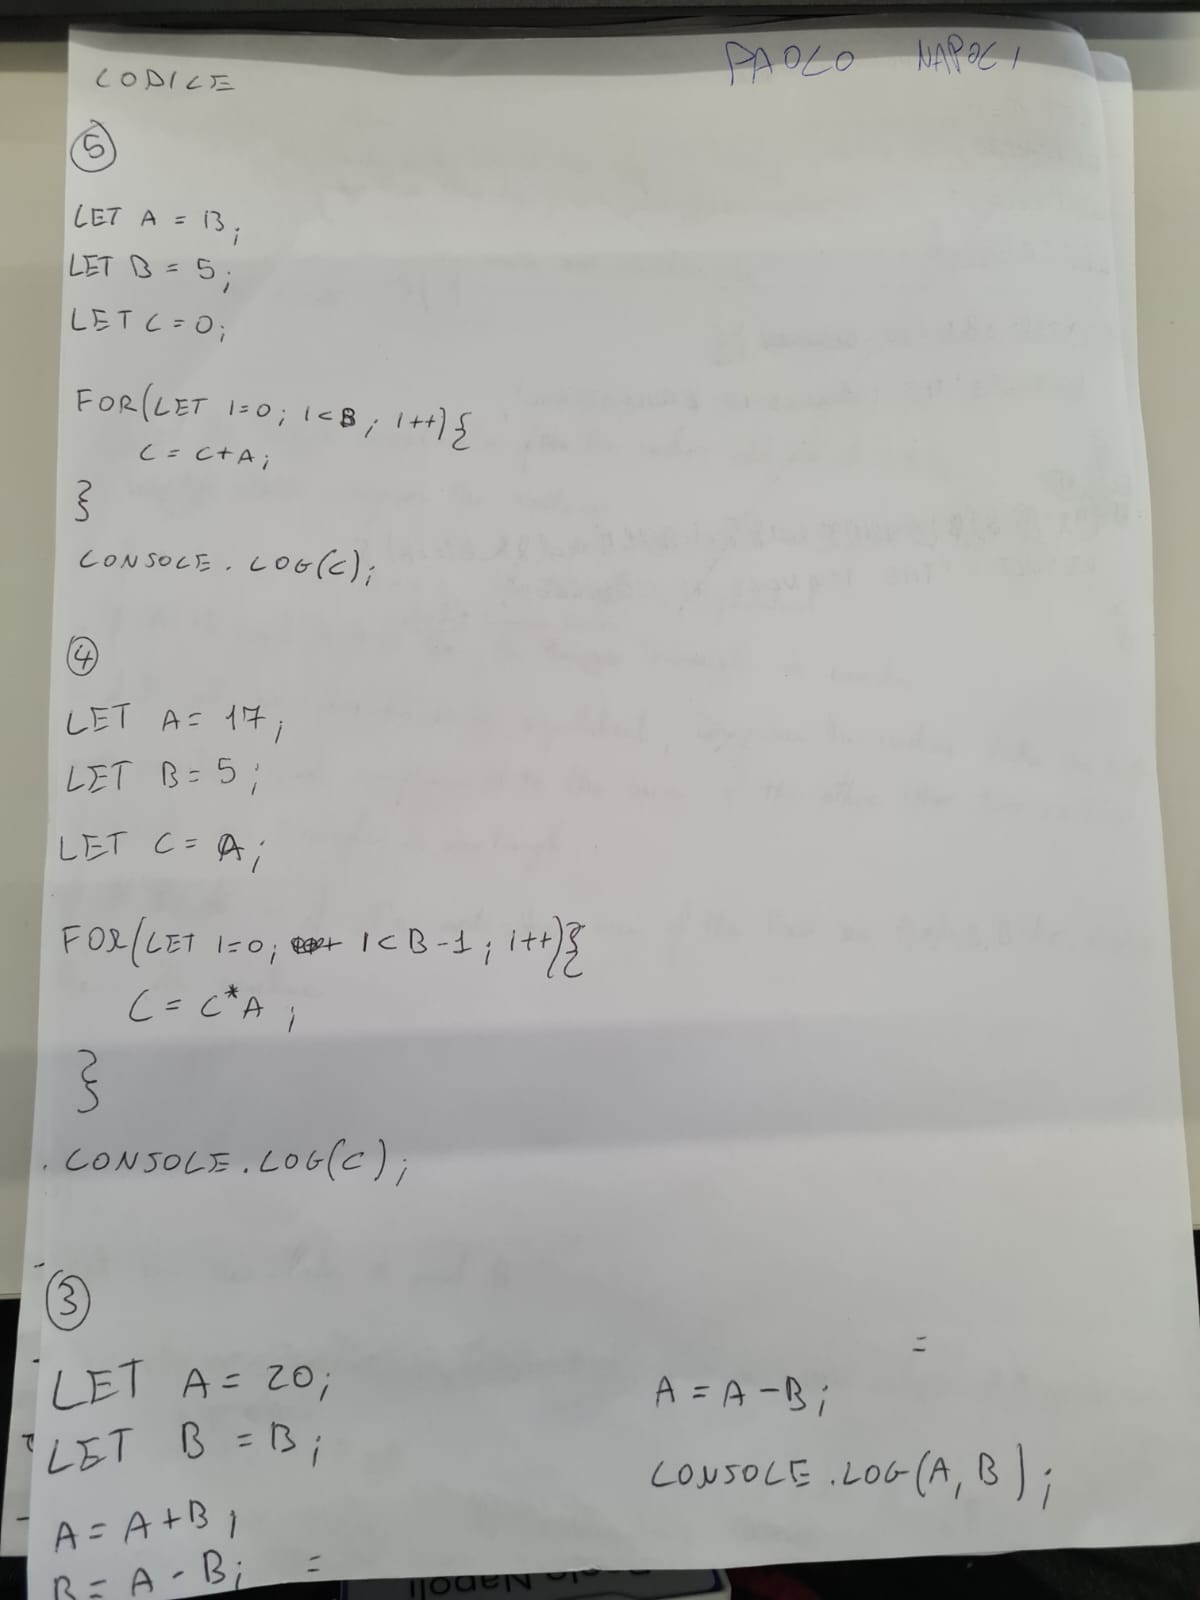 CODICE
PAOLO NAPOLI
5
LET A = 13;
LET B = 5;
LET C = 0;
FOR(LET I=0; I<B; I++){
C = C+A;
}
CONSOLE.LOG(C);
4
LET A = 17;
LET B = 5;
LET C = A;
FOR(LET I=0; I<B-1; I++){
C = C*A;
}
CONSOLE.LOG(C);
3
LET A = 20;
LET B = 13;
A = A+B;
B = A-B; =
=
A = A-B;
CONSOLE.LOG(A, B);
Napoli